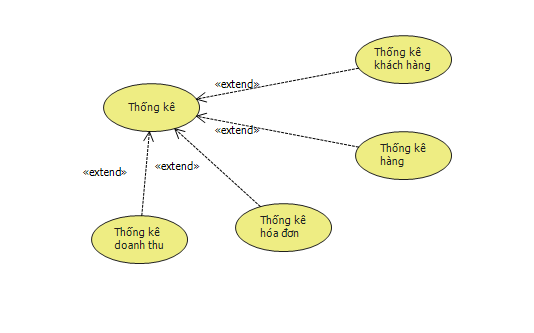 Thống kê
khách hàng
«extend»
Thống kê
«extend»
Thống kê
hàng
«extend»
«extend»
Thống kê
doanh thu
Thống kê
hóa đơn